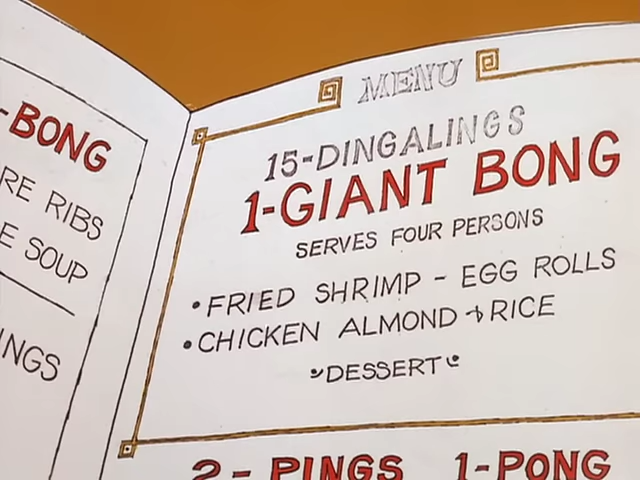 -BONG
RE RIBS
E SOUP
INGS
MENU
15-DINGALINGS
1-GIANT BONG
SERVES FOUR PERSONS
•FRIED SHRIMP - EGG ROLLS
•CHICKEN ALMOND & RICE
DESSERT
2- PINGS 1-PONG